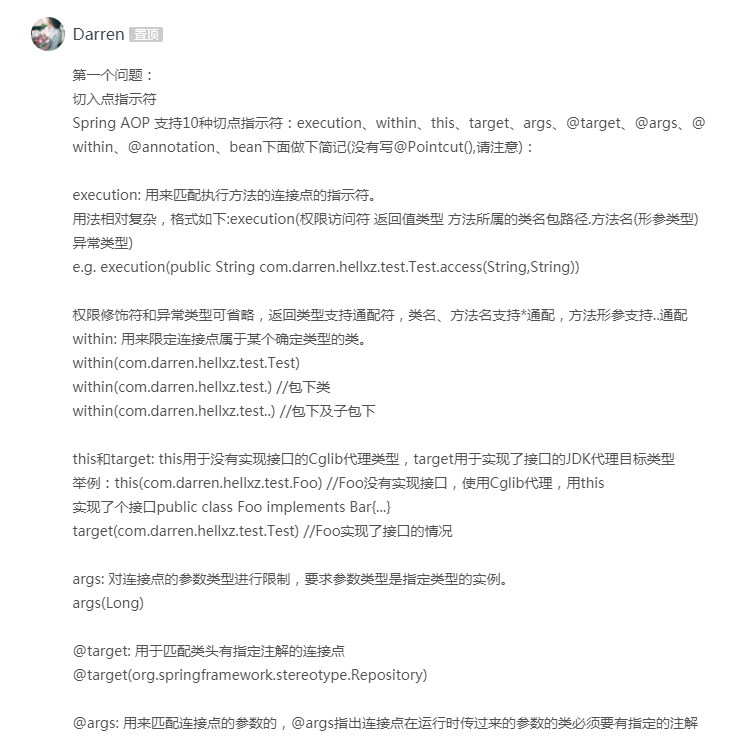 Darren 置顶
第一个问题：
切入点指示符
Spring AOP 支持10种切点指示符：execution、within、this、target、args、@target、@args、@
within、@annotation、bean下面做下简记(没有写@Pointcut(),请注意)：
execution: 用来匹配执行方法的连接点的指示符。
用法相对复杂，格式如下:execution(权限访问符 返回值类型 方法所属的类名包路径.方法名(形参类型)
异常类型)
e.g. execution(public String com.darren.hellxz.test.Test.access(String,String))
权限修饰符和异常类型可省略，返回类型支持通配符，类名、方法名支持*通配，方法形参支持..通配
within: 用来限定连接点属于某个确定类型的类。
within(com.darren.hellxz.test.Test)
within(com.darren.hellxz.test.) //包下类
within(com.darren.hellxz.test..) //包下及子包下
this和target: this用于没有实现接口的Cglib代理类型，target用于实现了接口的JDK代理目标类型
举例：this(com.darren.hellxz.test.Foo) //Foo没有实现接口，使用Cglib代理，用this
实现了个接口public class Foo implements Bar{...}
target(com.darren.hellxz.test.Test) //Foo实现了接口的情况
args: 对连接点的参数类型进行限制，要求参数类型是指定类型的实例。
args(Long)
@target: 用于匹配类头有指定注解的连接点
@target(org.springframework.stereotype.Repository)
@args: 用来匹配连接点的参数的，@args指出连接点在运行时传过来的参数的类必须要有指定的注解